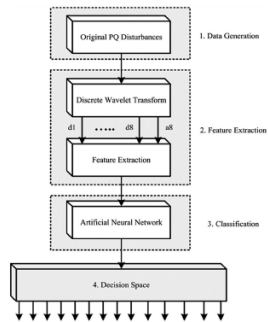 Original PQ Disturbances
1. Data Generation
Discrete Wavelet Transform
d1 ..... d8 a8
2. Feature Extraction
Feature Extraction
Artificial Neural Network
3. Classification
4. Decision Space